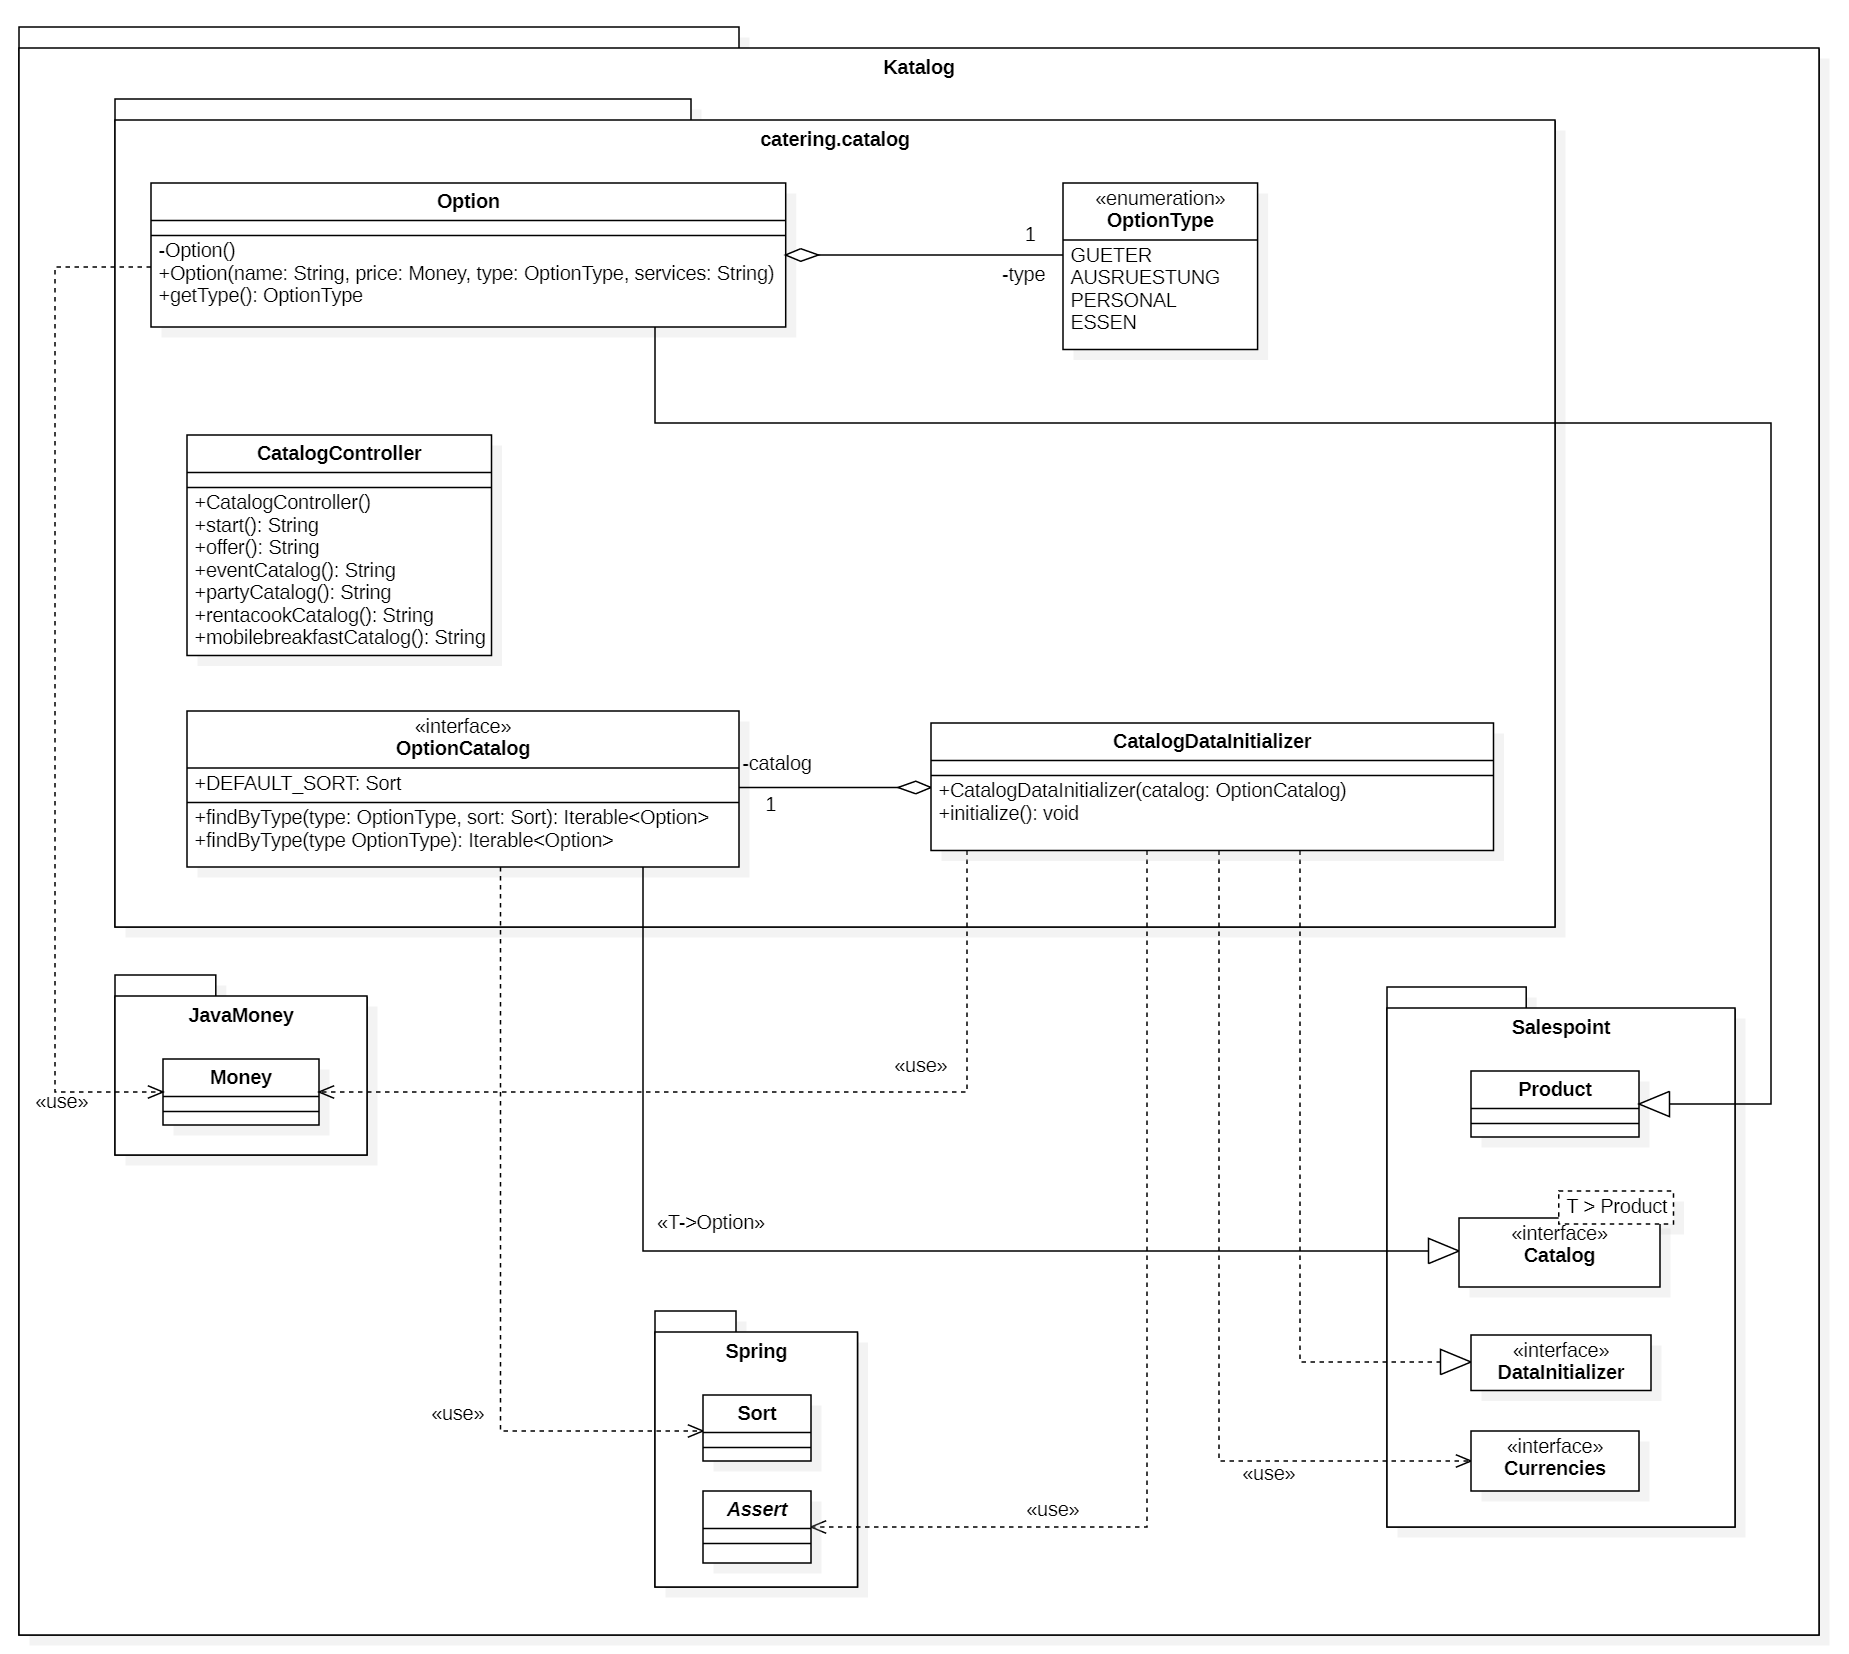 Katalog
catering.catalog
Option
-Option()
+Option(name: String, price: Money, type: OptionType, services: String)
+getType(): OptionType
1
-type
«enumeration»
OptionType
GUETER
AUSRUESTUNG
PERSONAL
ESSEN
CatalogController
+CatalogController()
+start(): String
+offer(): String
+eventCatalog(): String
+partyCatalog(): String
+rentacookCatalog(): String
+mobilebreakfastCatalog(): String
«interface»
OptionCatalog
+DEFAULT_SORT: Sort
+findByType(type: OptionType, sort: Sort): Iterable<Option>
+findByType(type OptionType): Iterable<Option>
-catalog
1
CatalogDataInitializer
+CatalogDataInitializer(catalog: OptionCatalog)
+initialize(): void
JavaMoney
Money
«use»
«use»
Salespoint
Product
T > Product
«interface»
Catalog
«T->Option»
«interface»
DataInitializer
«interface»
Currencies
«use»
Spring
Sort
«use»
Assert
«use»